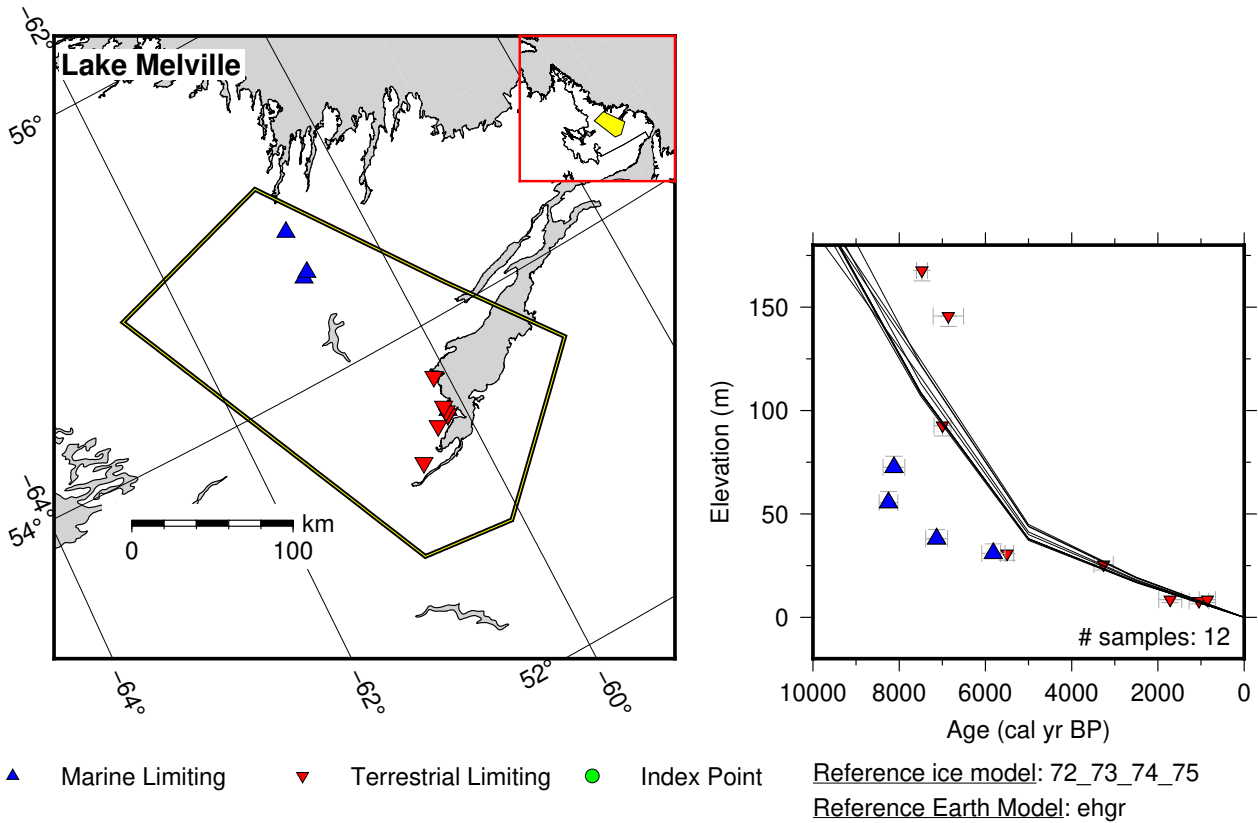 Lake Melville
−62°
56°
−64°
54°
km
0 100
−64°
−62°
52°
−60°
150
100
50
0
Elevation (m)
# samples: 12
10000 8000 6000 4000 2000 0
Age (cal yr BP)
Marine Limiting
Terrestrial Limiting
Index Point
Reference ice model: 72_73_74_75
Reference Earth Model: ehgr